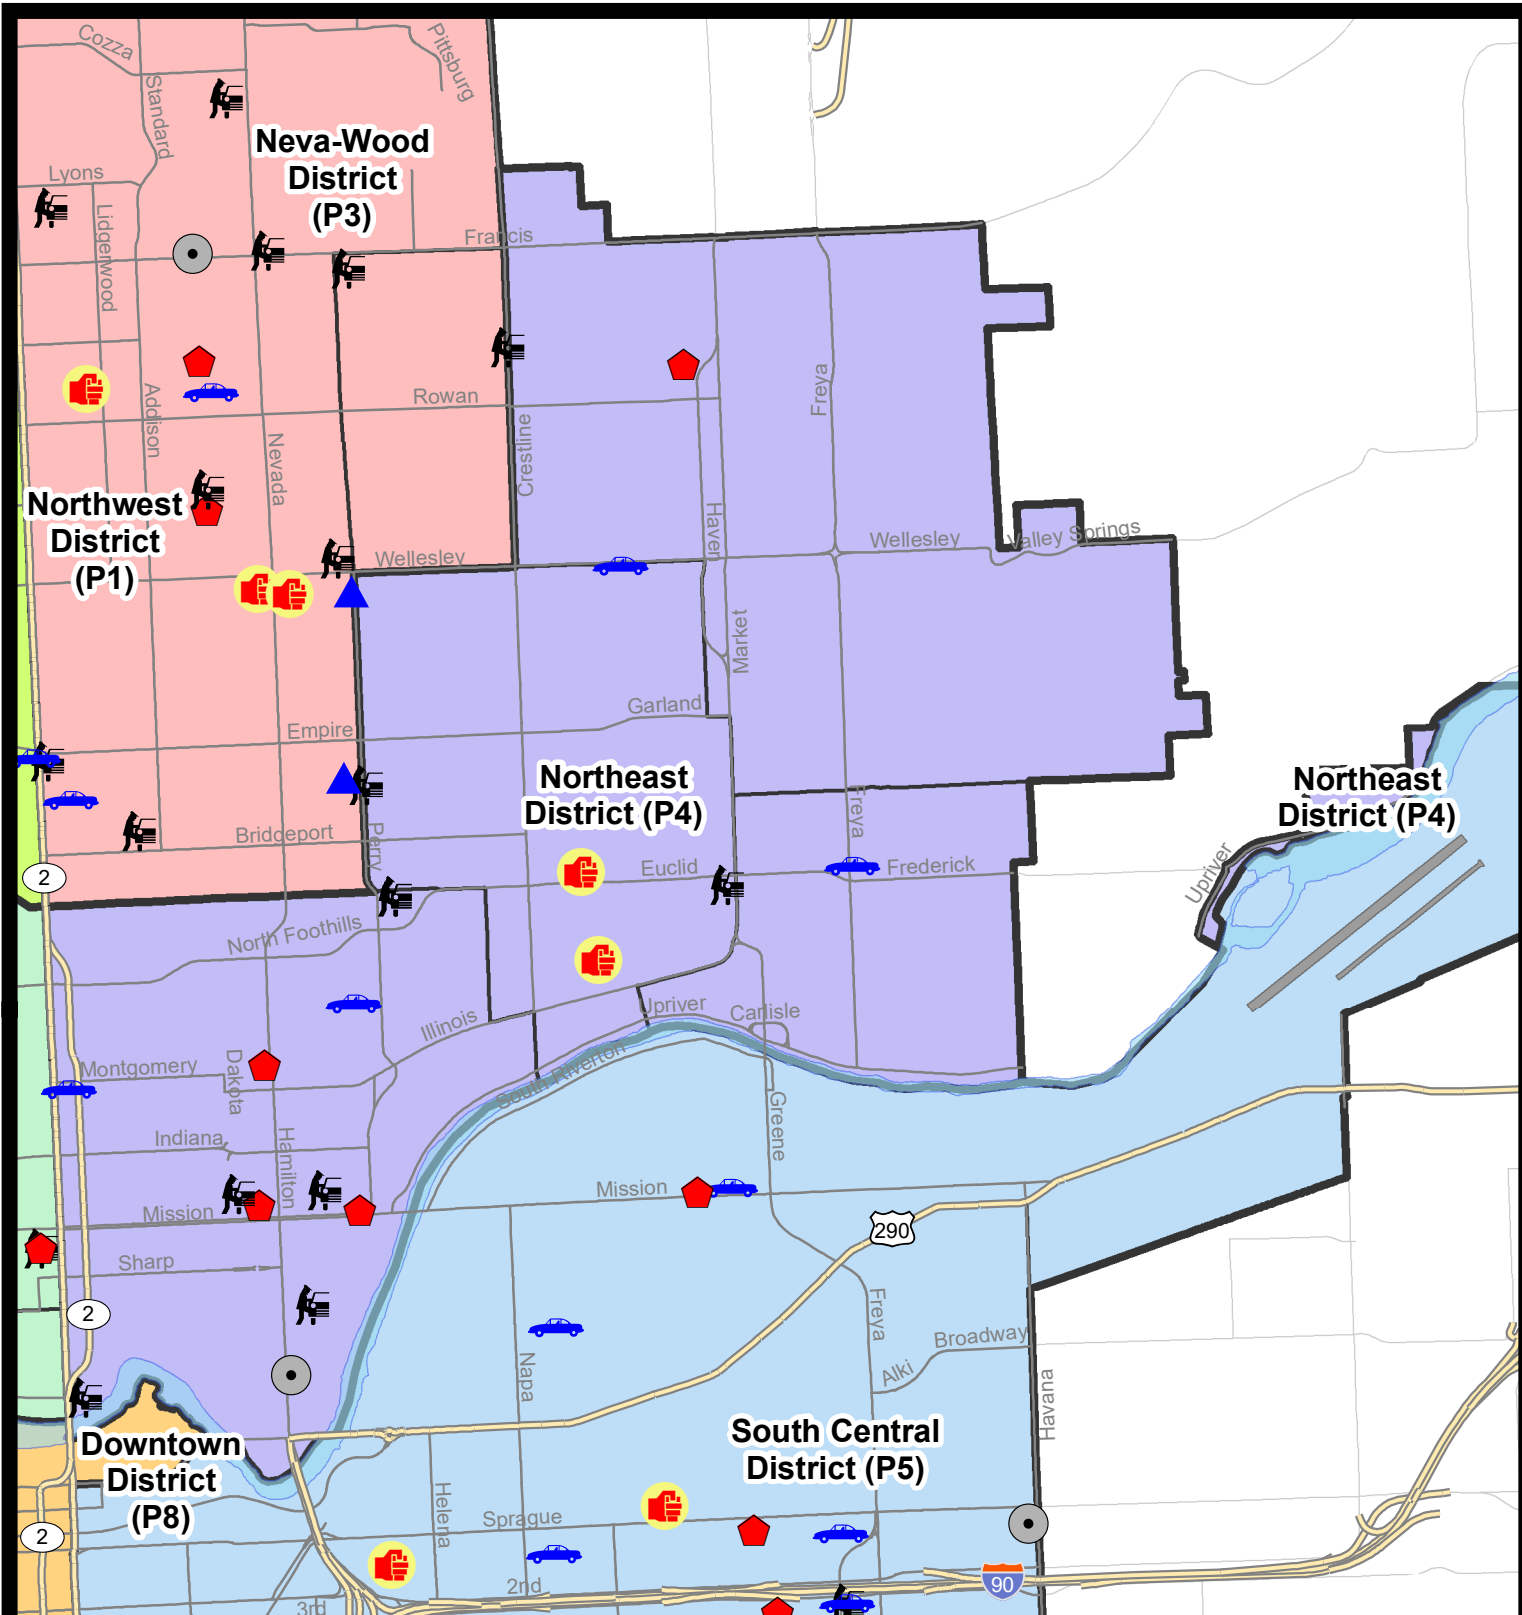 Cozza
Pittsburg
Standard
Neva-Wood
District
(P3)
Lyons
Lidgerwood
Francis
Freya
Rowan
Addison
Nevada
Crestline
Northwest
District
(P1)
Haven
Wellesley
Wellesley
Valley Springs
Market
Garland
Empire
Northeast
District (P4)
Northeast
District (P4)
Freya
Bridgeport
Perry
Euclid
Frederick
2
Upriver
North Foothills
Illinois
Upriver
Carlisle
Montgomery
Dakota
South Riverton
Greene
Indiana
Hamilton
Mission
Mission
290
Sharp
2
Freya
Broadway
Napa
Alki
Havana
Downtown
District
(P8)
South Central
District (P5)
Helena
Sprague
2
2nd
90
3rd